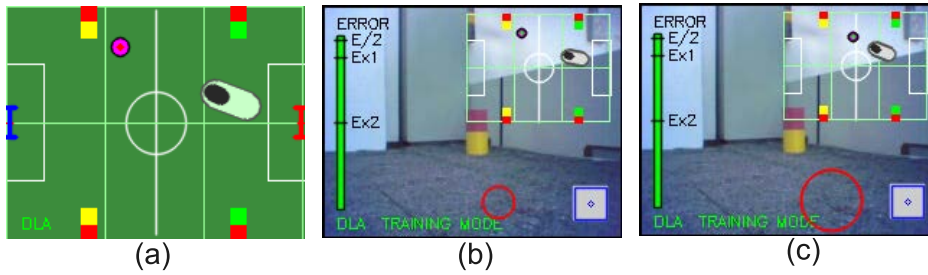 DLA
(a)
ERROR
E/2
Ex1
Ex2
DLA TRAINING MODE
(b)
ERROR
E/2
Ex1
Ex2
DLA TRAINING MODE
(c)